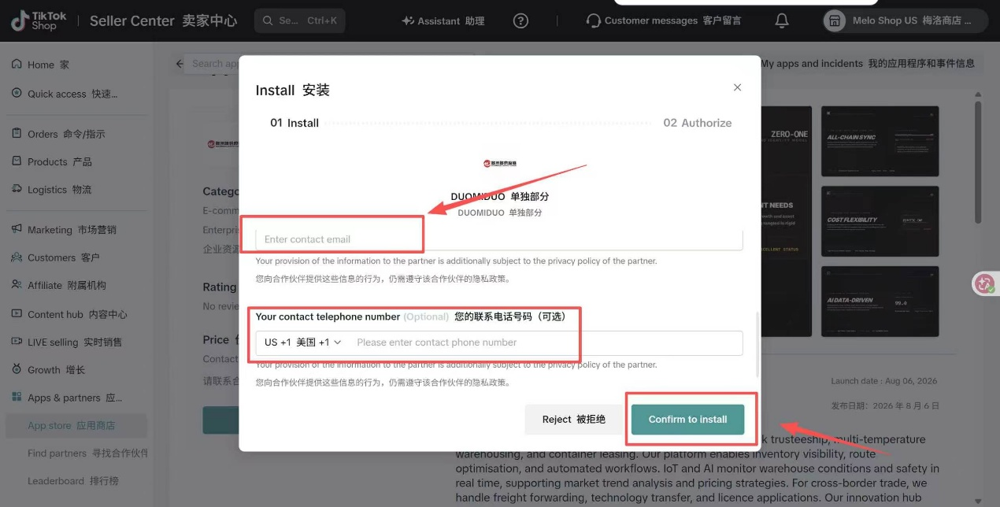 TikTok Shop
Seller Center 卖家中心
Se... Ctrl+K
Assistant 助理
Customer messages 客户留言
Melo Shop US 梅洛商店 ...
Home 家
Quick access 快速...
Orders 命令/指示
Products 产品
Logistics 物流
Marketing 市场营销
Customers 客户
Affiliate 附属机构
Content hub 内容中心
LIVE selling 实时销售
Growth 增长
Apps & partners 应...
App store 应用商店
Find partners 寻找合作伙伴
Leaderboard 排行榜
Search app
My apps and incidents 我的应用程序和事件信息
Categ
E-comm
Enterpris
企业资源
Rating
No revie
Price
Contact
请联系合
Install 安装
01 Install
02 Authorize
DUOMIDUO 单独部分
DUOMIDUO 单独部分
Enter contact email
Your provision of the information to the partner is additionally subject to the privacy policy of the partner.
您向合作伙伴提供这些信息的行为，仍需遵守该合作伙伴的隐私政策。
Your contact telephone number (Optional) 您的联系电话号码（可选）
US +1 美国 +1
Please enter contact phone number
Your provision of the information to the partner is additionally subject to the privacy policy of the partner.
您向合作伙伴提供这些信息的行为，仍需遵守该合作伙伴的隐私政策。
Reject 被拒绝
Confirm to install
ZERO-ONE
ALL-CHAIN SYNC
NT NEEDS
COST FLEXIBILITY
AI DATA-DRIVEN
99.0
Launch date : Aug 06, 2026
发布日期：2026 年 8 月 6 日
k trusteeship, multi-temperature
warehousing, and container leasing. Our platform enables inventory visibility, route
optimisation, and automated workflows. IoT and AI monitor warehouse conditions and safety in
real time, supporting market trend analysis and pricing strategies. For cross-border trade, we
handle freight forwarding, technology transfer, and licence applications. Our innovation hub